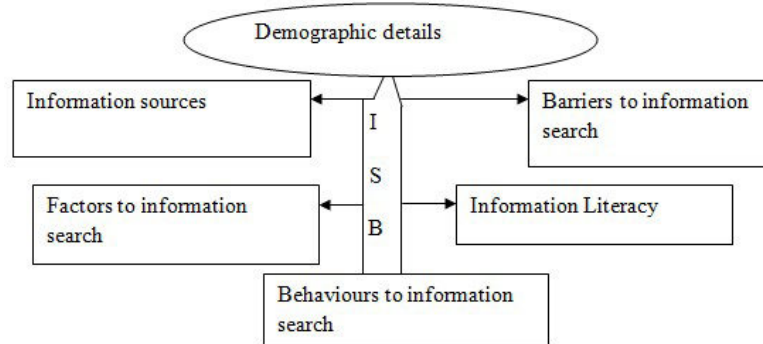 Demographic details
Information sources
Barriers to information
search
I
S
B
Factors to information
search
Information Literacy
Behaviours to information
search